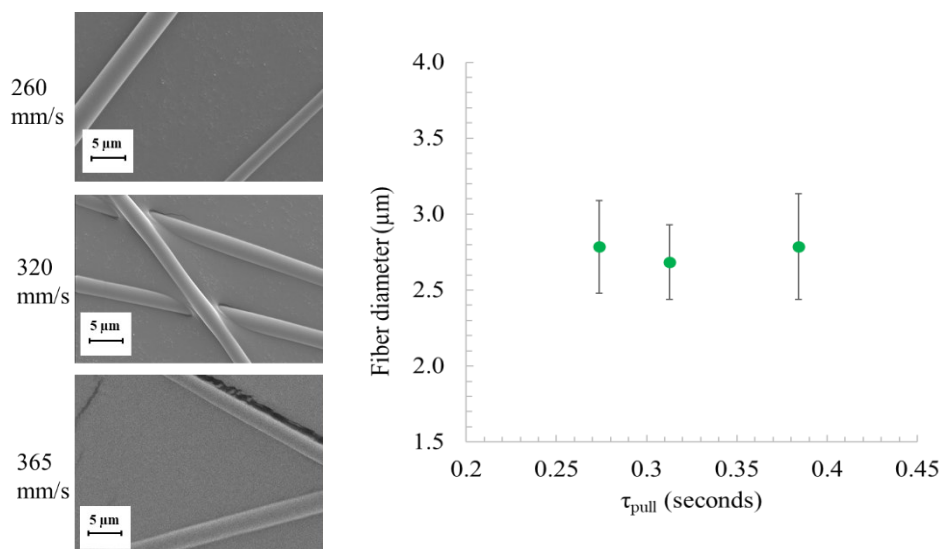 260
mm/s
5 µm
320
mm/s
5 µm
365
mm/s
5 µm
4.0
3.5
3.0
2.5
2.0
1.5
Fiber diameter (µm)
0.2 0.25 0.3 0.35 0.4 0.45
τpull (seconds)